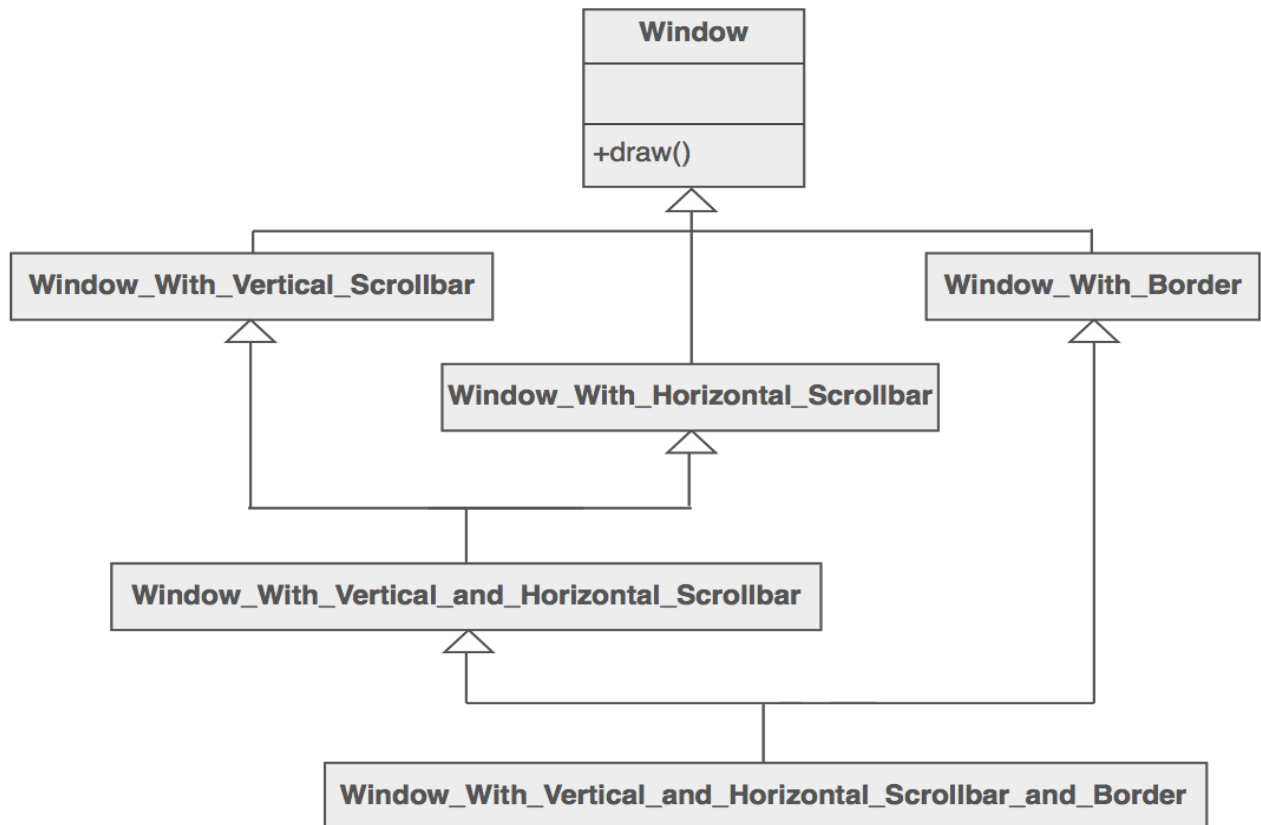 Window
+draw()
Window_With_Vertical_Scrollbar
Window_With_Border
Window_With_Horizontal_Scrollbar
Window_With_Vertical_and_Horizontal_Scrollbar
Window_With_Vertical_and_Horizontal_Scrollbar_and_Border